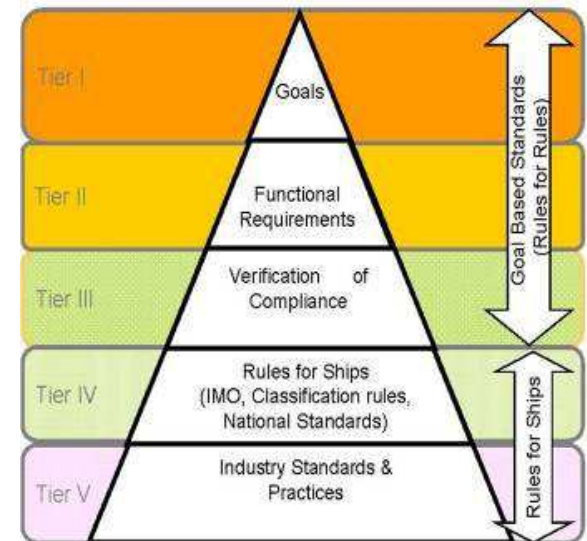 Tier I
Goals
Tier II
Functional
Requirements
Tier III
Verification of
Compliance
Tier IV
Rules for Ships
(IMO, Classification rules,
National Standards)
Tier V
Industry Standards &
Practices
Goal Based Standards
(Rules for Rules)
Rules for Ships